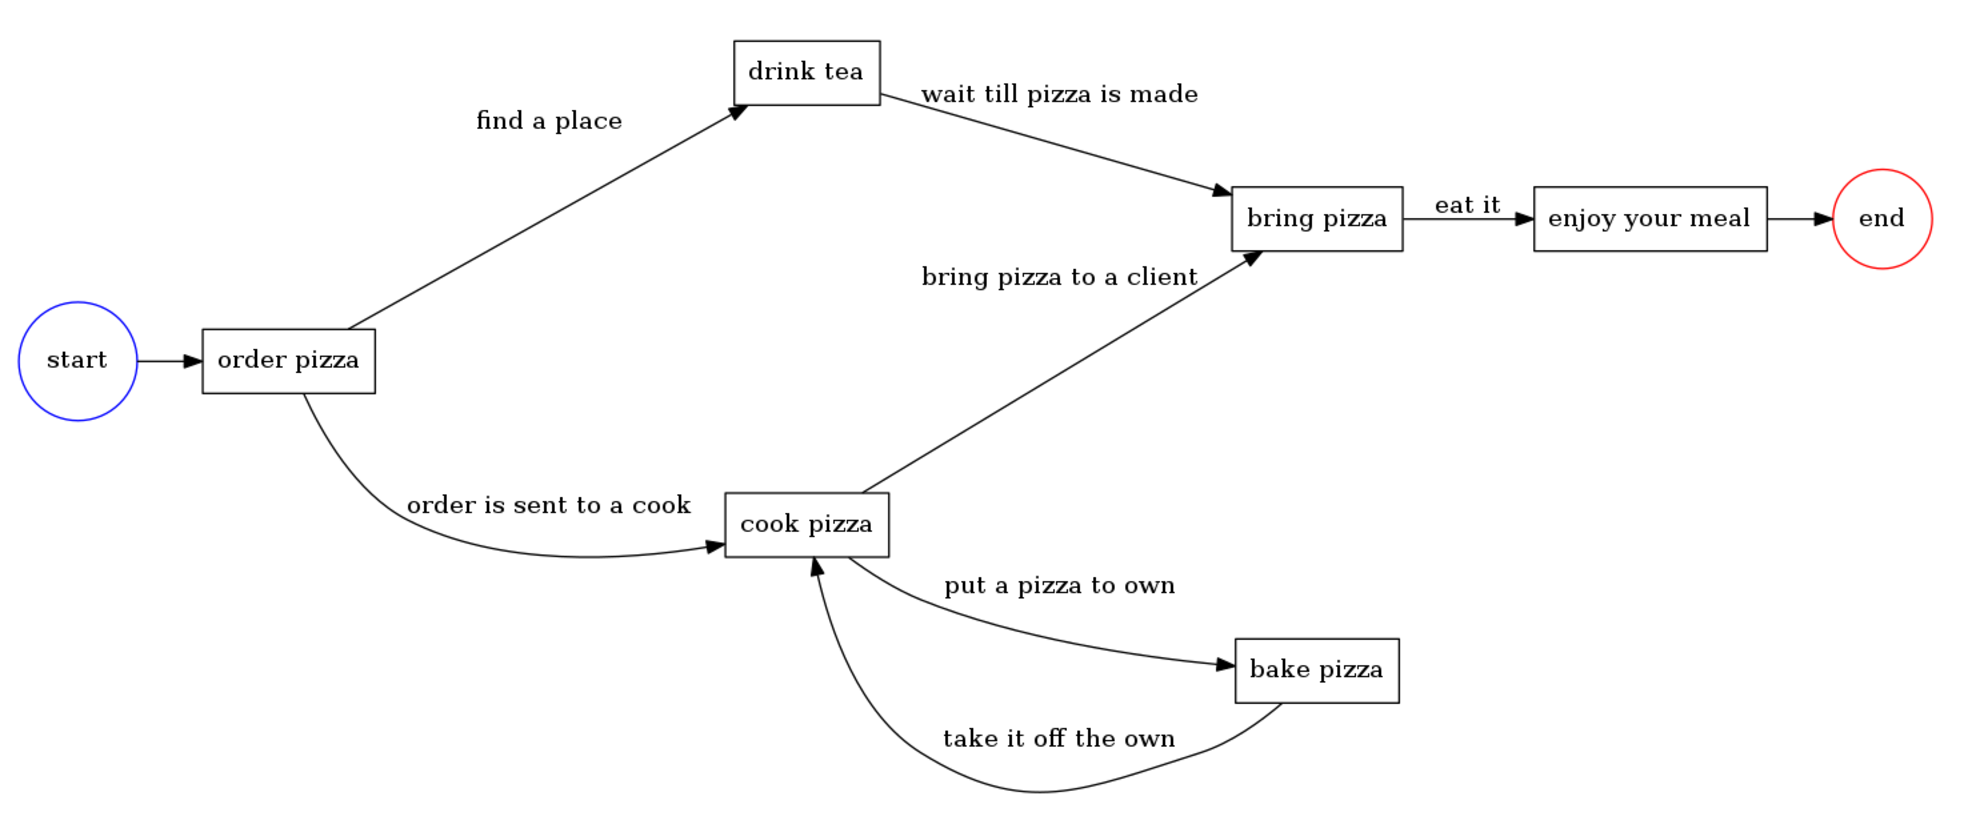 drink tea
wait till pizza is made
find a place
bring pizza
eat it
enjoy your meal
end
bring pizza to a client
start
order pizza
order is sent to a cook
cook pizza
put a pizza to own
bake pizza
take it off the own